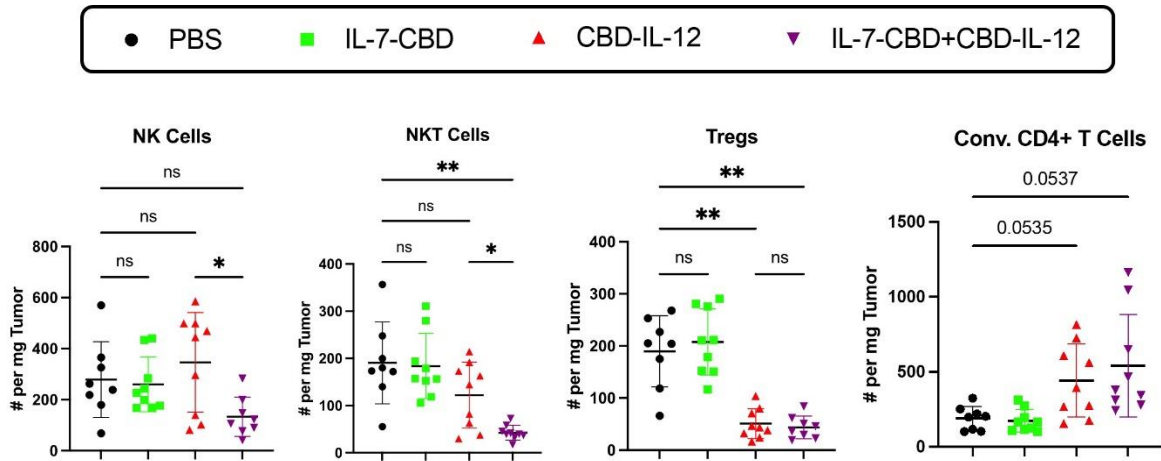 PBS IL-7-CBD CBD-IL-12 IL-7-CBD+CBD-IL-12
NK Cells
ns
ns
ns
*
# per mg Tumor
800
600
400
200
0
NKT Cells
**
ns
ns
*
# per mg Tumor
400
300
200
100
0
Tregs
**
**
ns
ns
# per mg Tumor
400
300
200
100
0
Conv. CD4+ T Cells
0.0537
0.0535
# per mg Tumor
1500
1000
500
0